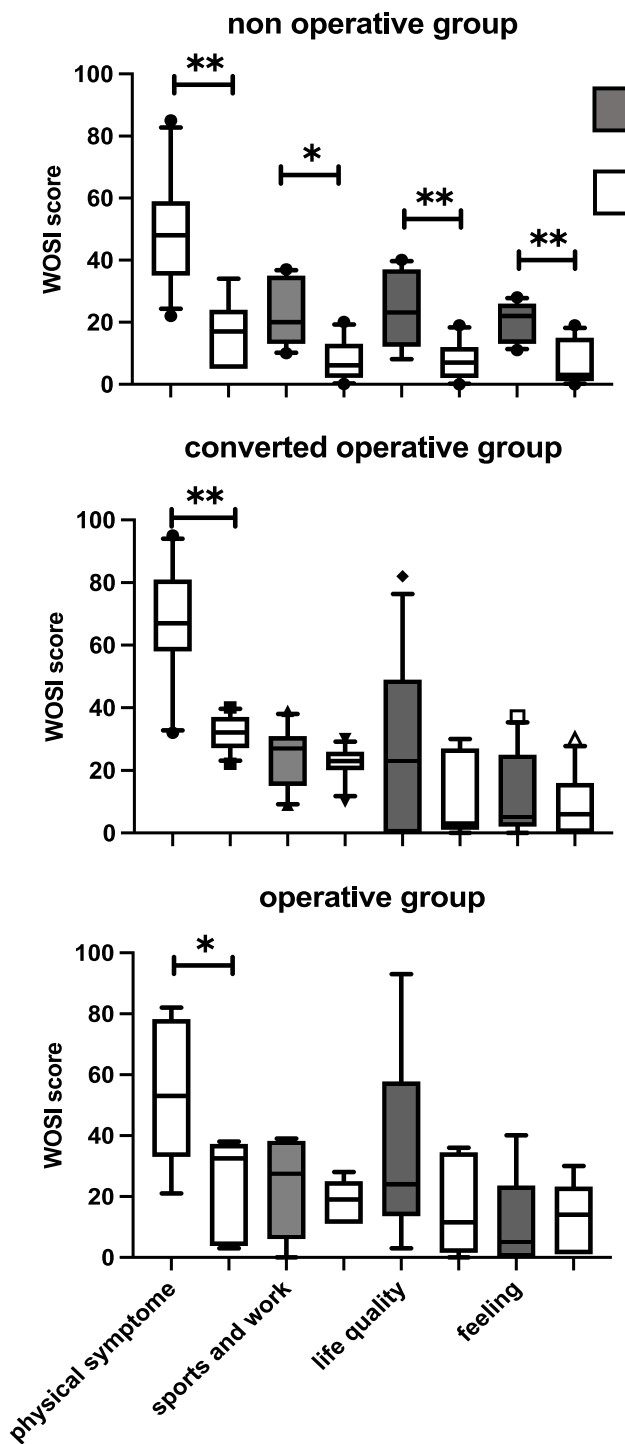 non operative group
**
100
*
80
**
60
**
40
20
0
WOSI score
converted operative group
**
100
80
60
40
20
0
WOSI score
operative group
*
100
80
60
40
20
0
WOSI score
physical symptome
sports and work
life quality
feeling